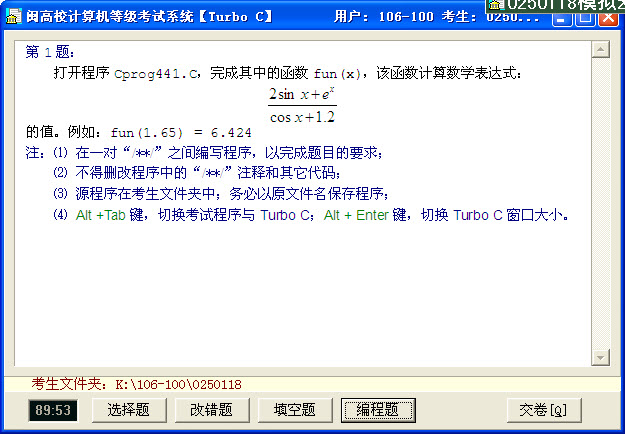 闽高校计算机等级考试系统【Turbo C】 用户: 106-100 考生: 0250...
0250118模拟
第 1 题:
打开程序 Cprog441.C, 完成其中的函数 fun(x), 该函数计算数学表达式:
2sin x+eˣ
cos x+1.2
的值。例如: fun(1.65) = 6.424
注: (1) 在一对“/**/”之间编写程序, 以完成题目的要求;
(2) 不得删改程序中的“/**/”注释和其它代码;
(3) 源程序在考生文件夹中; 务必以原文件名保存程序;
(4) Alt +Tab 键, 切换考试程序与 Turbo C; Alt + Enter 键, 切换 Turbo C 窗口大小。
考生文件夹: K:\106-100\0250118
89:53 选择题 改错题 填空题 编程题 交卷[Q]